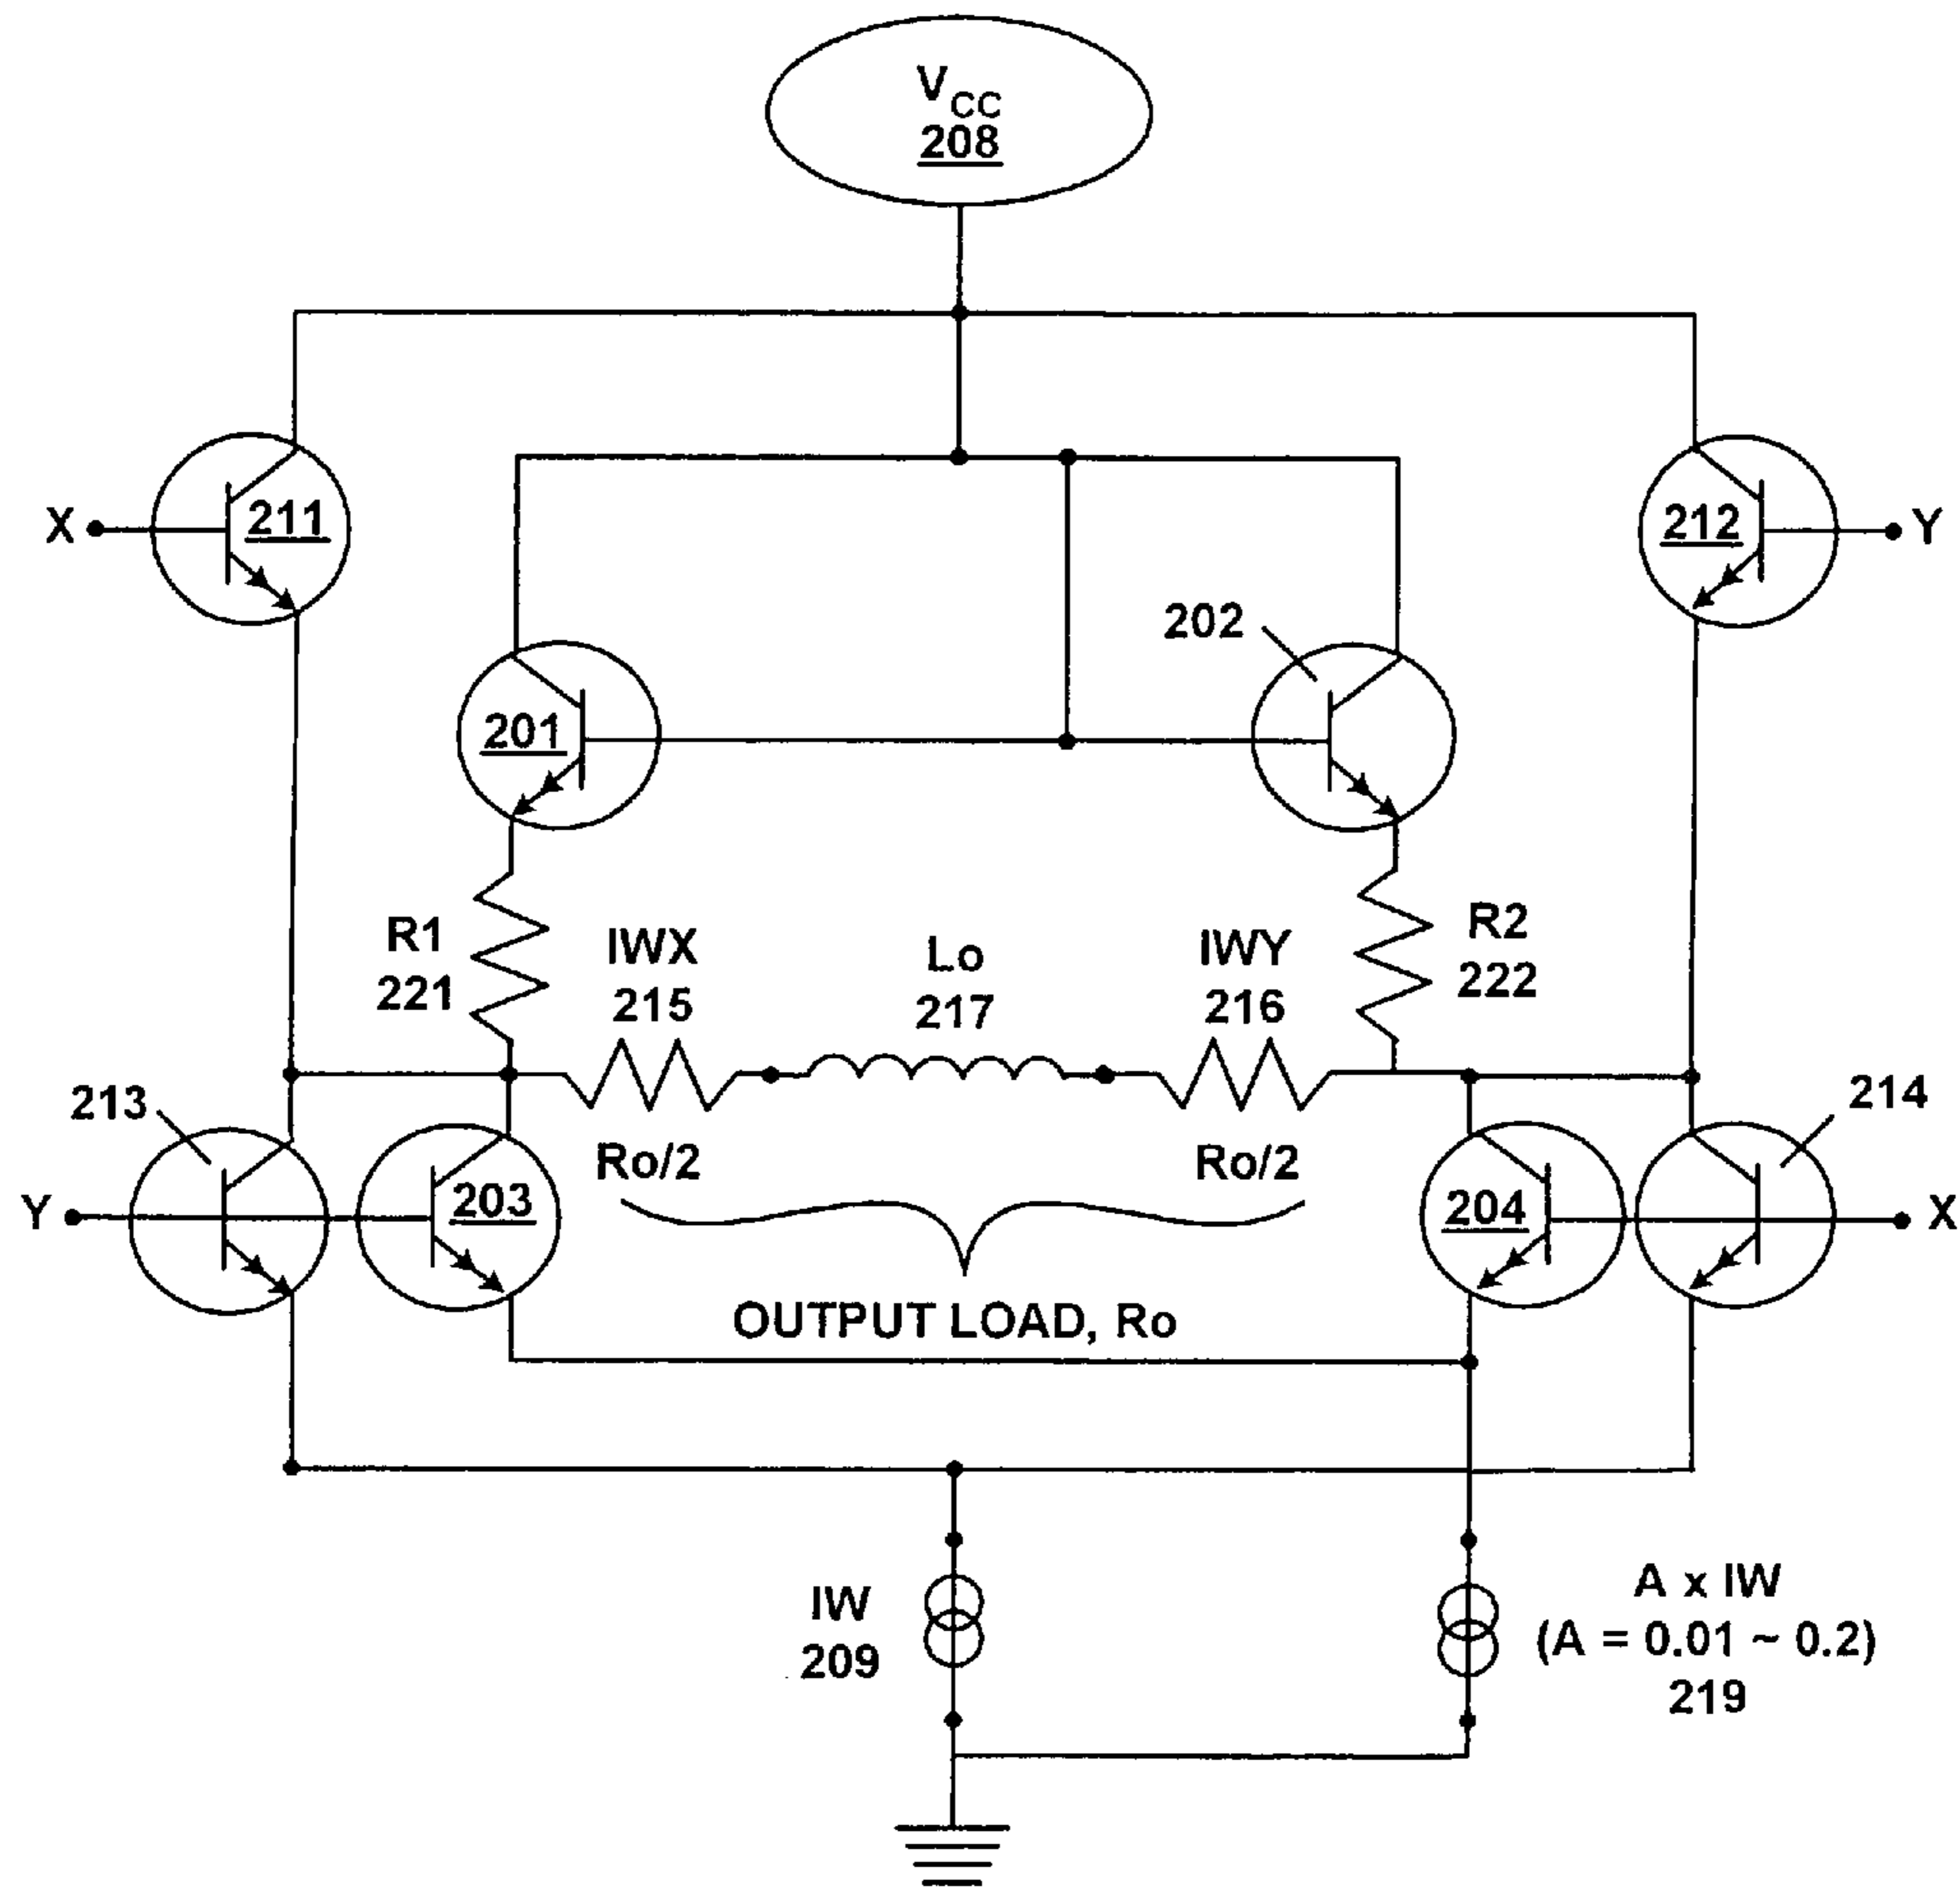 VCC
208
X
211
212
Y
202
201
R1
221
IWX
215
Lo
217
IWY
216
R2
222
213
214
Ro/2
Ro/2
Y
203
204
X
OUTPUT LOAD, Ro
IW
209
A x IW
(A = 0.01 ~ 0.2)
219